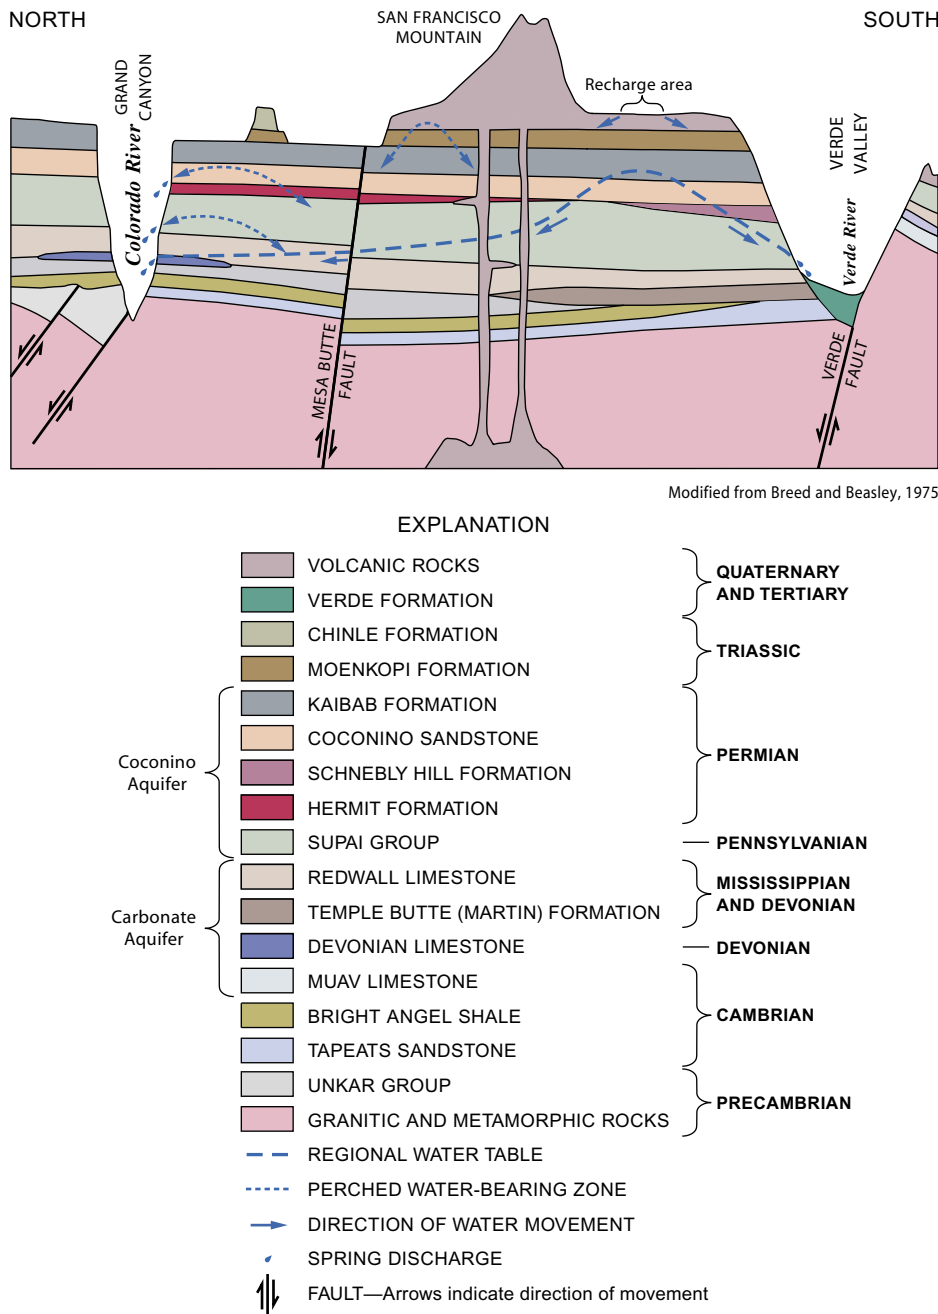 NORTH
SAN FRANCISCO
MOUNTAIN
SOUTH
GRAND
CANYON
Colorado River
Recharge area
VERDE
VALLEY
Verde River
MESA BUTTE
FAULT
VERDE
FAULT
Modified from Breed and Beasley, 1975
EXPLANATION
VOLCANIC ROCKS
VERDE FORMATION
QUATERNARY
AND TERTIARY
CHINLE FORMATION
MOENKOPI FORMATION
TRIASSIC
Coconino
Aquifer
KAIBAB FORMATION
COCONINO SANDSTONE
SCHNEBLY HILL FORMATION
HERMIT FORMATION
PERMIAN
SUPAI GROUP
PENNSYLVANIAN
Carbonate
Aquifer
REDWALL LIMESTONE
TEMPLE BUTTE (MARTIN) FORMATION
MISSISSIPPIAN
AND DEVONIAN
DEVONIAN LIMESTONE
DEVONIAN
MUAV LIMESTONE
BRIGHT ANGEL SHALE
TAPEATS SANDSTONE
CAMBRIAN
UNKAR GROUP
GRANITIC AND METAMORPHIC ROCKS
PRECAMBRIAN
REGIONAL WATER TABLE
PERCHED WATER-BEARING ZONE
DIRECTION OF WATER MOVEMENT
SPRING DISCHARGE
FAULT—Arrows indicate direction of movement